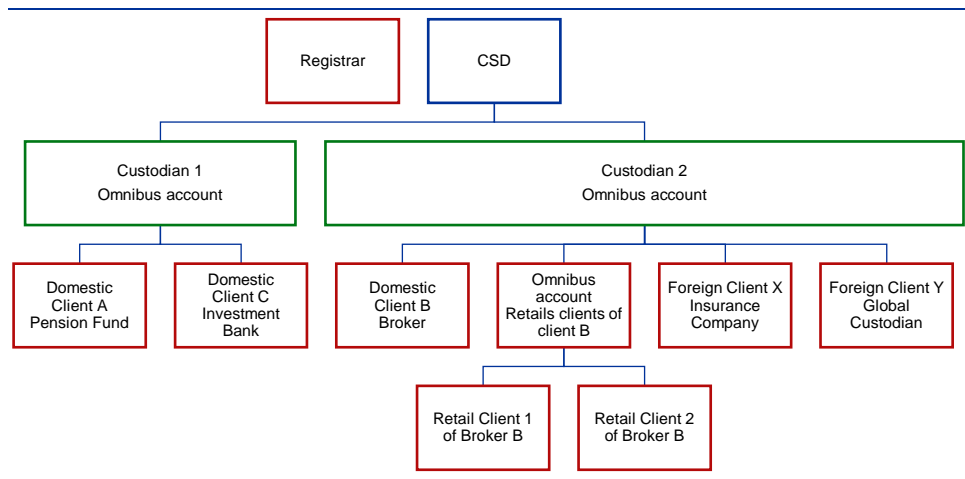 Registrar
CSD
Custodian 1
Omnibus account
Custodian 2
Omnibus account
Domestic
Client A
Pension Fund
Domestic
Client C
Investment
Bank
Domestic
Client B
Broker
Omnibus
account
Retails clients of
client B
Foreign Client X
Insurance
Company
Foreign Client Y
Global
Custodian
Retail Client 1
of Broker B
Retail Client 2
of Broker B